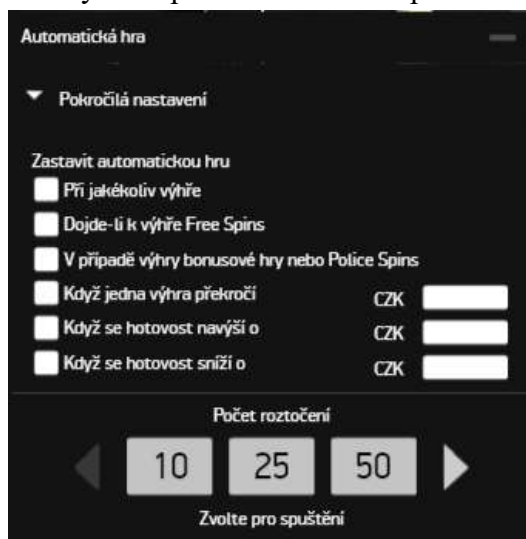 Automatická hra
Pokročilá nastavení
Zastavit automatickou hru
Při jakékoliv výhře
Dojde-li k výhře Free Spins
V případě výhry bonusové hry nebo Police Spins
Když jedna výhra překročí CZK
Když se hotovost navýší o CZK
Když se hotovost sníží o CZK
Počet roztočení
10 25 50
Zvolte pro spuštění